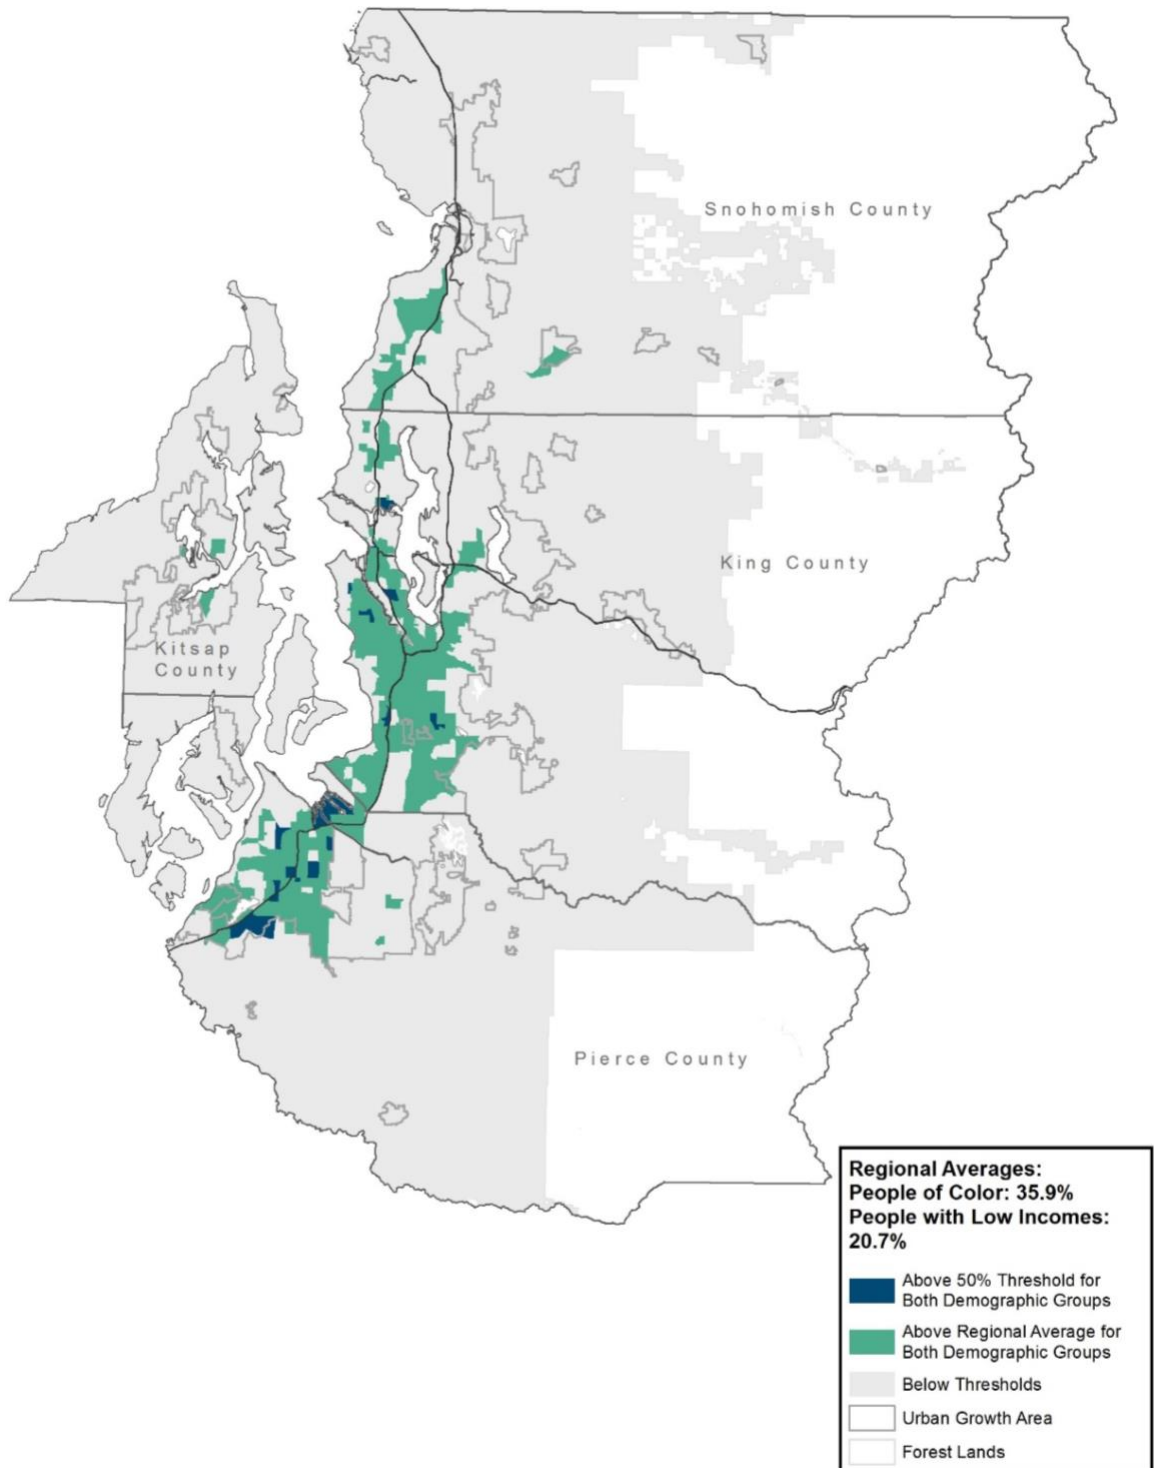 Snohomish County
King County
Kitsap
County
Pierce County
Regional Averages:
People of Color: 35.9%
People with Low Incomes:
20.7%
Above 50% Threshold for
Both Demographic Groups
Above Regional Average for
Both Demographic Groups
Below Thresholds
Urban Growth Area
Forest Lands